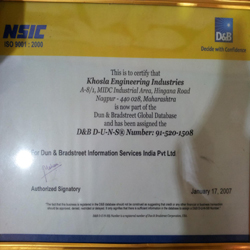 NSIC
ISO 9001 : 2008
D&B
Decide with Confidence
This is to certify that
Khosla Engineering Industries
A-8/1, MIDC Industrial Area, Hingana Road
Nagpur - 440 028, Maharashtra
is now part of the
Dun & Bradstreet Global Database
and has been assigned the
D&B D-U-N-S® Number: 91-520-1508
For Dun & Bradstreet Information Services India Pvt Ltd
Authorized Signatory
January 17, 2007